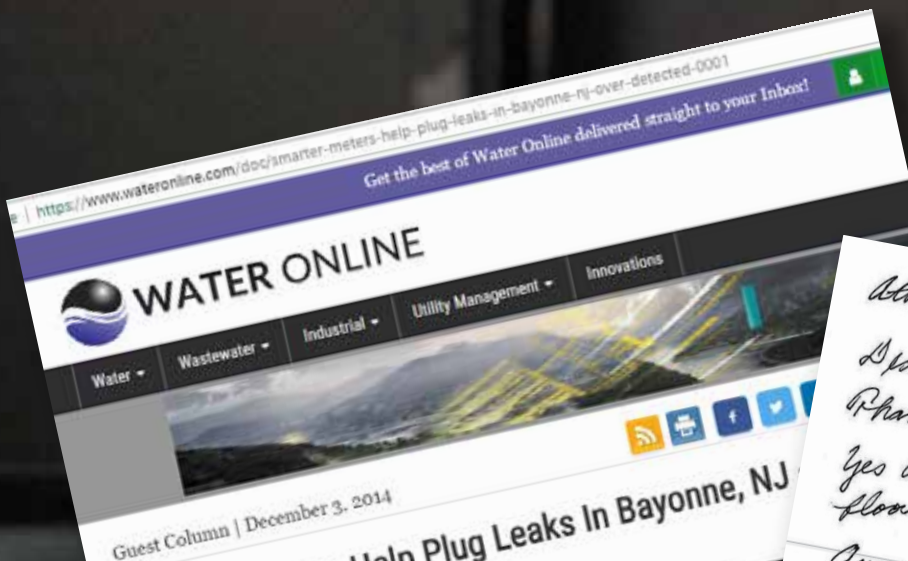 https://www.wateronline.com/doc/smarter-meters-help-plug-leaks-in-bayonne-nj-over-detected-0001
Get the best of Water Online delivered straight to your Inbox!
WATER ONLINE
Water
Wastewater
Industrial
Utility Management
Innovations
Guest Column | December 3, 2014
Help Plug Leaks In Bayonne, NJ
Yes